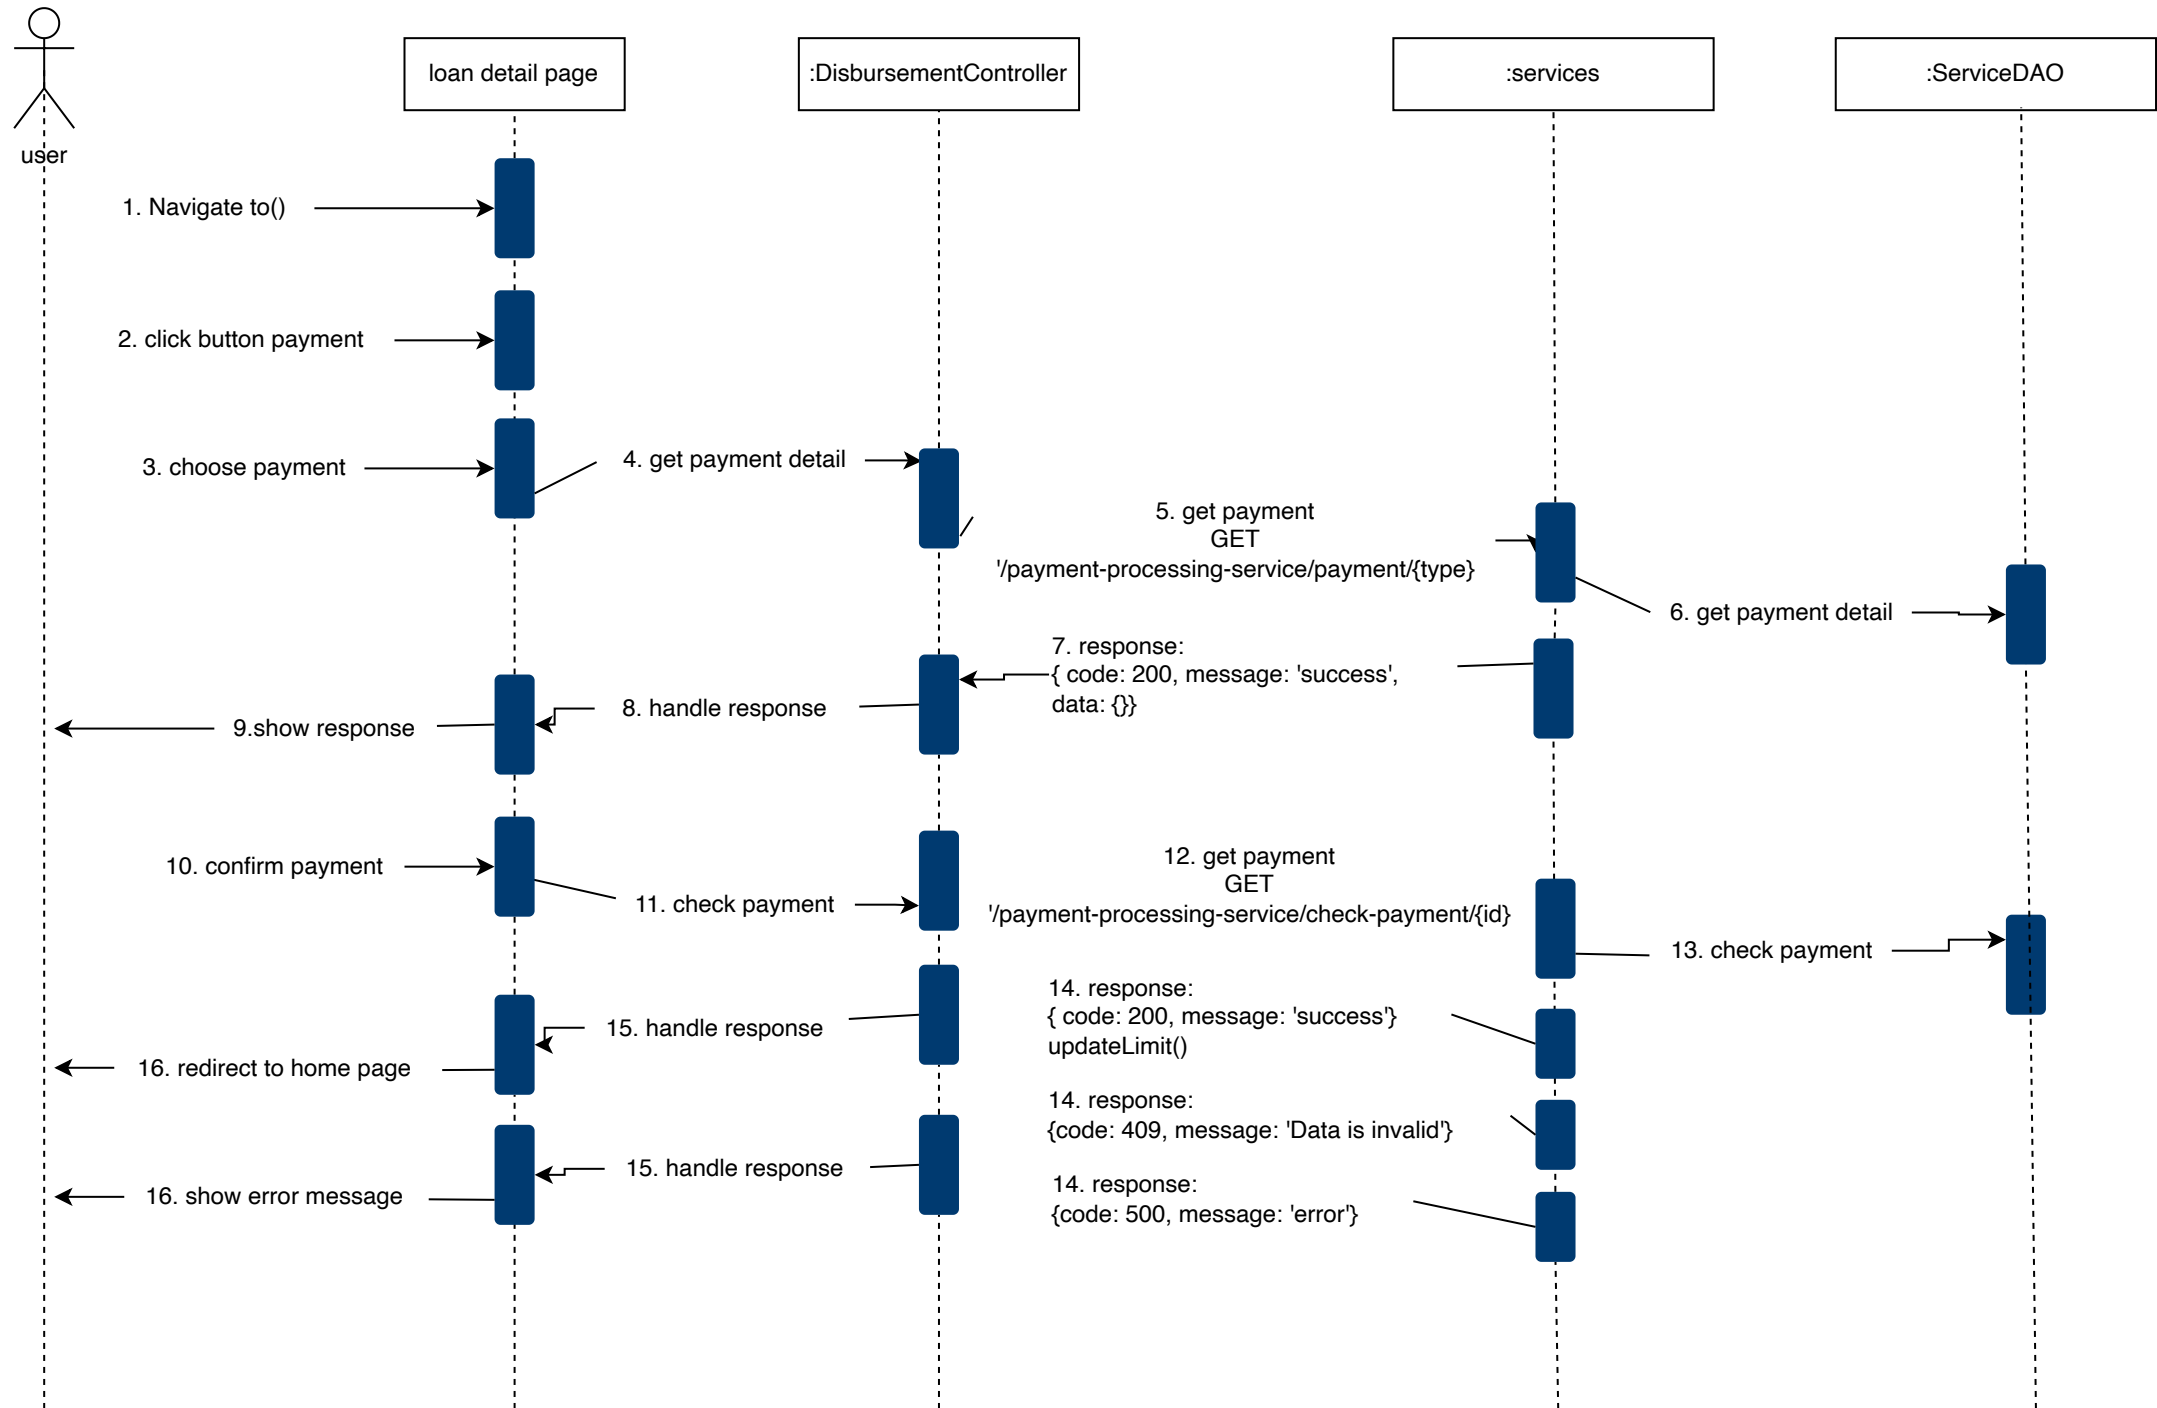 loan detail page
:DisbursementController
:services
:ServiceDAO
user
1. Navigate to()
2. click button payment
3. choose payment
4. get payment detail
5. get payment
GET
'/payment-processing-service/payment/{type}
6. get payment detail
7. response:
{ code: 200, message: 'success',
data: {}}
8. handle response
9.show response
10. confirm payment
11. check payment
12. get payment
GET
'/payment-processing-service/check-payment/{id}
13. check payment
14. response:
{ code: 200, message: 'success'}
updateLimit()
15. handle response
16. redirect to home page
14. response:
{code: 409, message: 'Data is invalid'}
15. handle response
16. show error message
14. response:
{code: 500, message: 'error'}